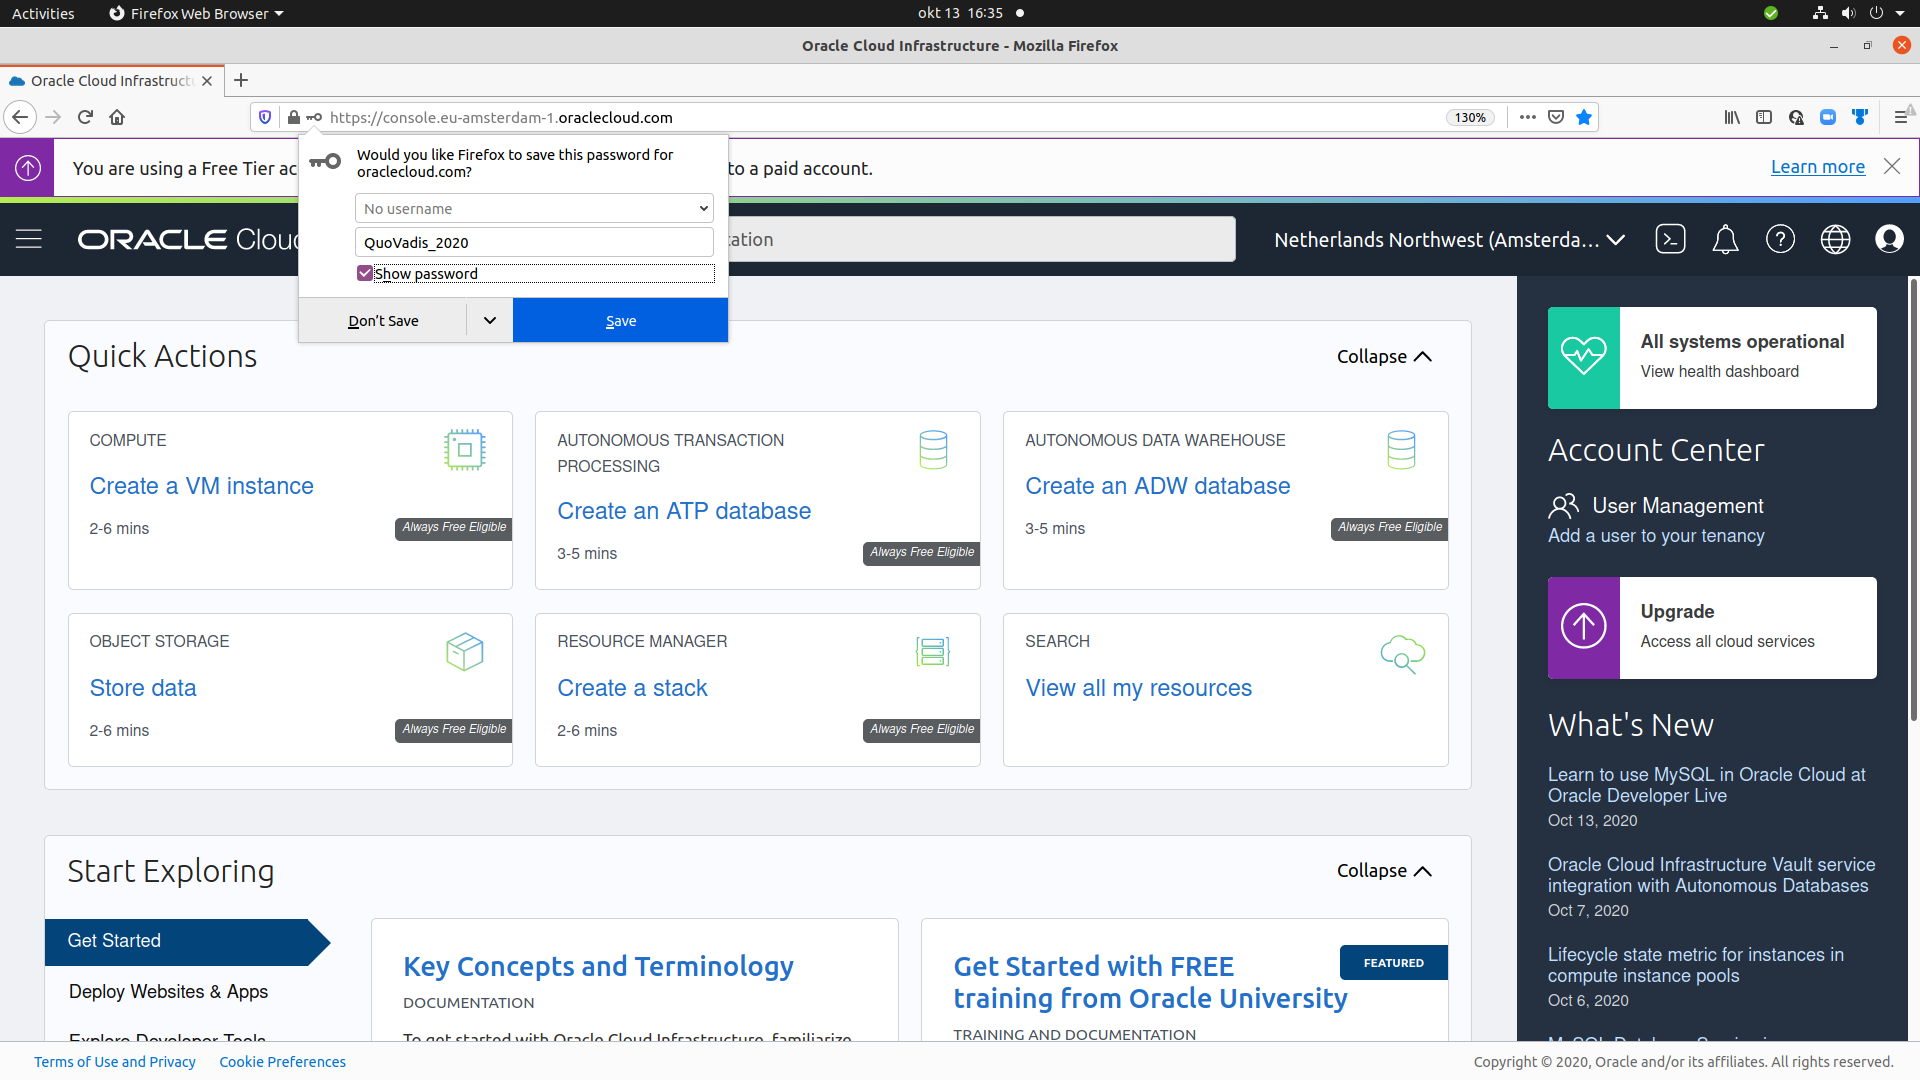 Activities
Firefox Web Browser
okt 13 16:35
Oracle Cloud Infrastructure - Mozilla Firefox
Oracle Cloud Infrastruct
https://console.eu-amsterdam-1.oraclecloud.com
130%
You are using a Free Tier ac
to a paid account.
Learn more
Would you like Firefox to save this password for
oraclecloud.com?
No username
QuoVadis_2020
Show password
Don't Save
Save
ORACLE Clou
ation
Netherlands Northwest (Amsterda...
Quick Actions
Collapse
COMPUTE
Create a VM instance
2-6 mins
Always Free Eligible
AUTONOMOUS TRANSACTION
PROCESSING
Create an ATP database
3-5 mins
Always Free Eligible
AUTONOMOUS DATA WAREHOUSE
Create an ADW database
3-5 mins
Always Free Eligible
OBJECT STORAGE
Store data
2-6 mins
Always Free Eligible
RESOURCE MANAGER
Create a stack
2-6 mins
Always Free Eligible
SEARCH
View all my resources
All systems operational
View health dashboard
Account Center
User Management
Add a user to your tenancy
Upgrade
Access all cloud services
What's New
Learn to use MySQL in Oracle Cloud at
Oracle Developer Live
Oct 13, 2020
Oracle Cloud Infrastructure Vault service
integration with Autonomous Databases
Oct 7, 2020
Lifecycle state metric for instances in
compute instance pools
Oct 6, 2020
Start Exploring
Collapse
Get Started
Deploy Websites & Apps
Explore Developer Tools
Key Concepts and Terminology
DOCUMENTATION
To get started with Oracle Cloud Infrastructure, familiarize
FEATURED
Get Started with FREE
training from Oracle University
TRAINING AND DOCUMENTATION
Terms of Use and Privacy
Cookie Preferences
Copyright © 2020, Oracle and/or its affiliates. All rights reserved.